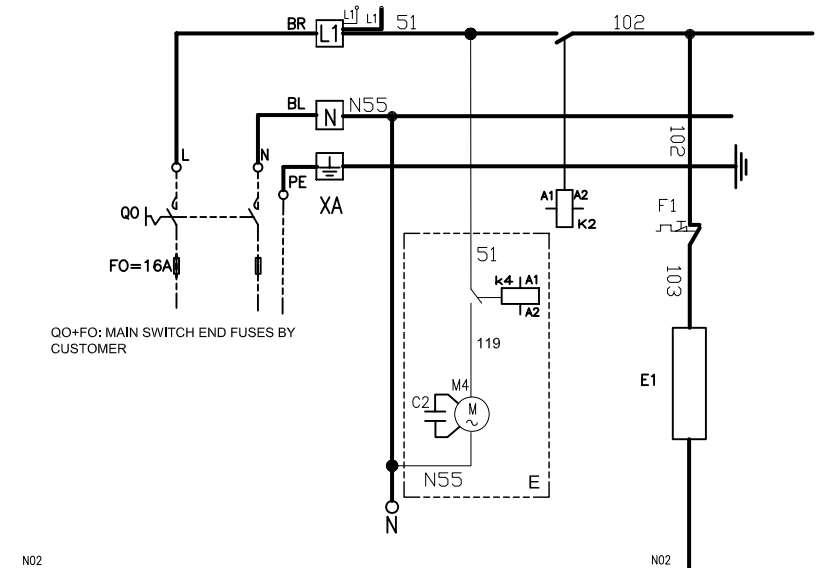 L1 L1
BR L1 51 102
BL N N55
L N
PE
XA
102
QO
A1 A2
K2
F1
FO=16A
51
k4 A1
A2
103
QO+FO: MAIN SWITCH END FUSES BY
CUSTOMER
119
M4
E1
C2
M
N55
E
N
N02 N02